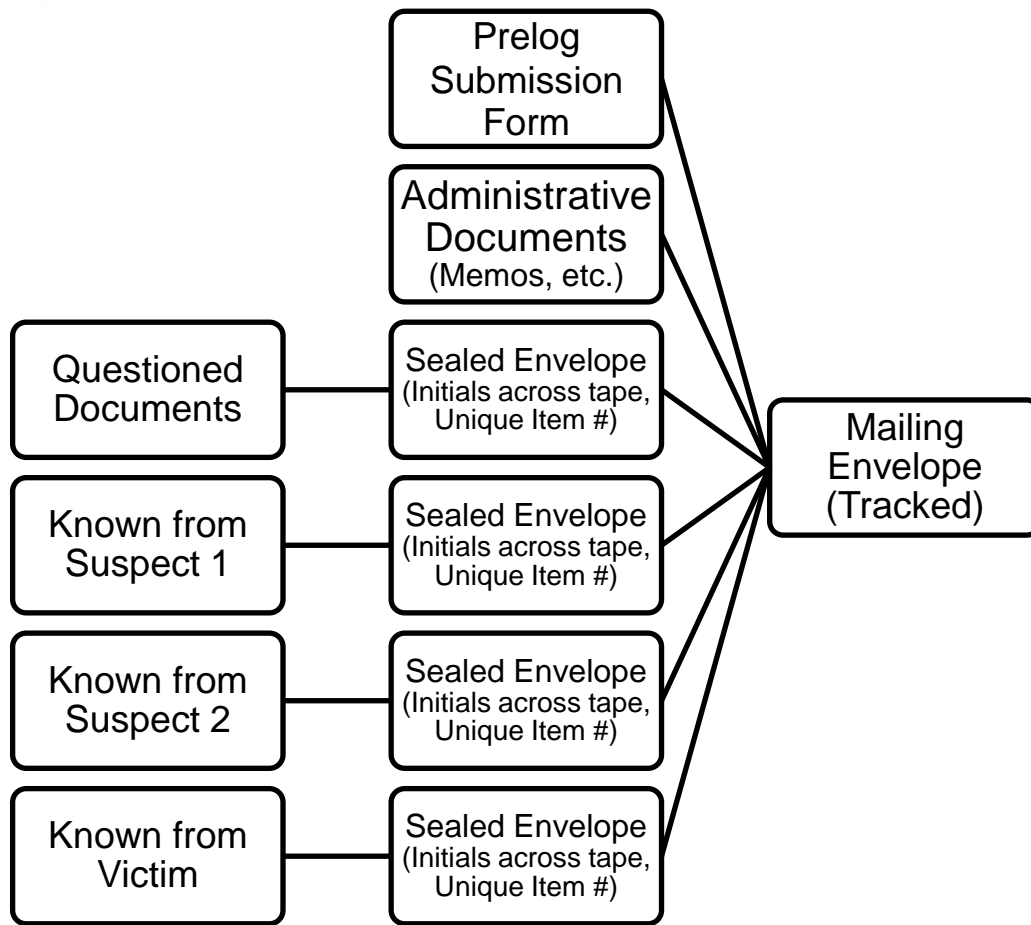 Prelog
Submission
Form
Administrative
Documents
(Memos, etc.)
Questioned
Documents
Sealed Envelope
(Initials across tape,
Unique Item #)
Known from
Suspect 1
Sealed Envelope
(Initials across tape,
Unique Item #)
Known from
Suspect 2
Sealed Envelope
(Initials across tape,
Unique Item #)
Known from
Victim
Sealed Envelope
(Initials across tape,
Unique Item #)
Mailing
Envelope
(Tracked)